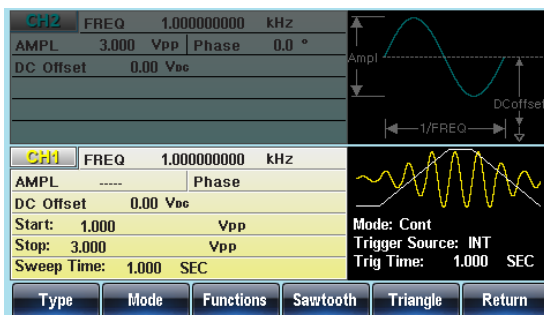 CH2 FREQ 1.000000000 kHz
AMPL 3.000 Vpp Phase 0.0 °
DC Offset 0.00 VDC
Ampl
DCoffset
1/FREQ
CH1 FREQ 1.000000000 kHz
AMPL ----- Phase
DC Offset 0.00 VDC
Start: 1.000 Vpp
Stop: 3.000 Vpp
Sweep Time: 1.000 SEC
Mode: Cont
Trigger Source: INT
Trig Time: 1.000 SEC
Type Mode Functions Sawtooth Triangle Return